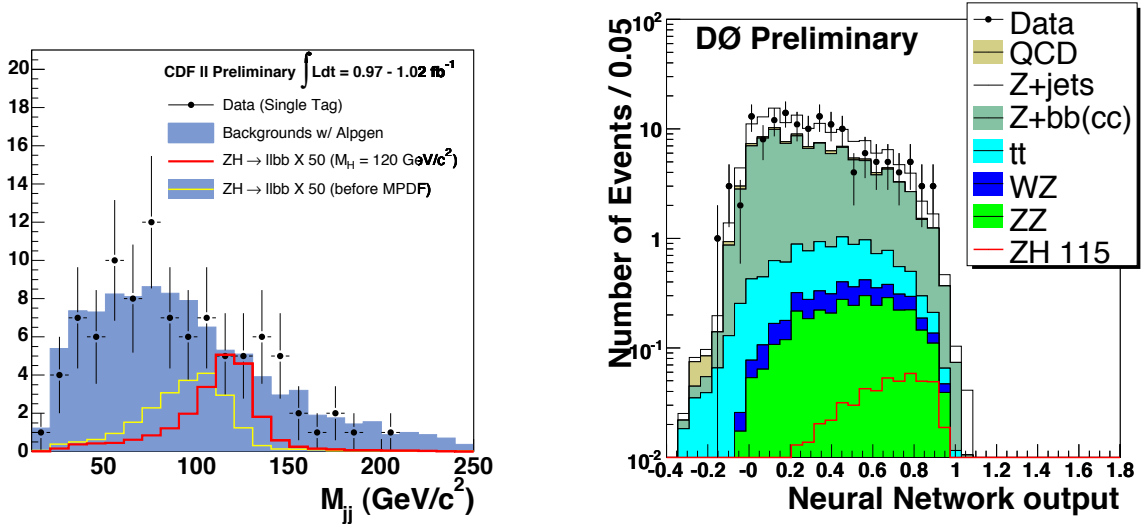 CDF II Preliminary ∫ Ldt = 0.97 - 1.02 fb-1
Data (Single Tag)
Backgrounds w/ Alpgen
ZH → llbb X 50 (MH = 120 GeV/c2)
ZH → llbb X 50 (before MPDF)
20
18
16
14
12
10
8
6
4
2
0
50 100 150 200 250
Mjj (GeV/c2)
DØ Preliminary
Data
QCD
Z+jets
Z+bb(cc)
tt
WZ
ZZ
ZH 115
Number of Events / 0.05
10 2
10
1
10-1
10-2
-0.4 -0.2 -0 0.2 0.4 0.6 0.8 1 1.2 1.4 1.6 1.8
Neural Network output